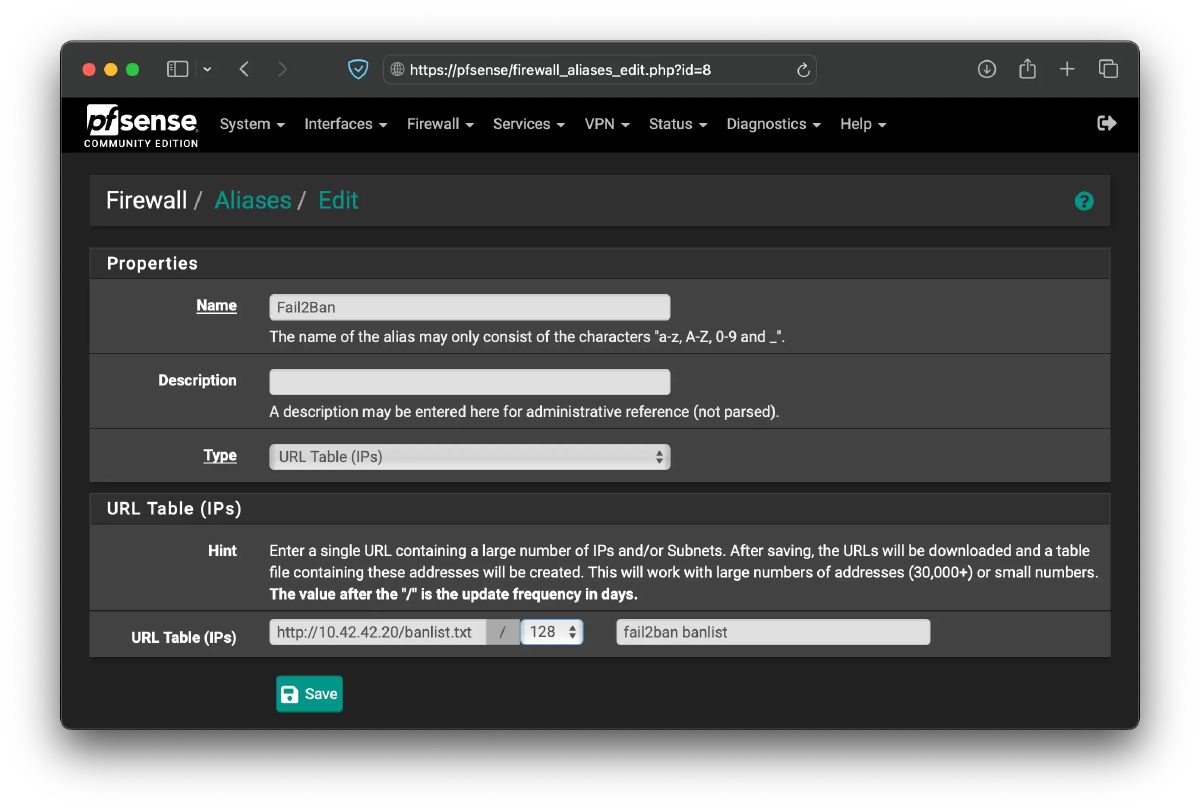 https://pfsense/firewall_aliases_edit.php?id=8
pfsense
COMMUNITY EDITION
System Interfaces Firewall Services VPN Status Diagnostics Help
Firewall / Aliases / Edit
?
Properties
Name
Fail2Ban
The name of the alias may only consist of the characters "a-z, A-Z, 0-9 and _".
Description
A description may be entered here for administrative reference (not parsed).
Type
URL Table (IPs)
URL Table (IPs)
Hint
Enter a single URL containing a large number of IPs and/or Subnets. After saving, the URLs will be downloaded and a table
file containing these addresses will be created. This will work with large numbers of addresses (30,000+) or small numbers.
The value after the "/" is the update frequency in days.
URL Table (IPs) http://10.42.42.20/banlist.txt / 128 fail2ban banlist
Save